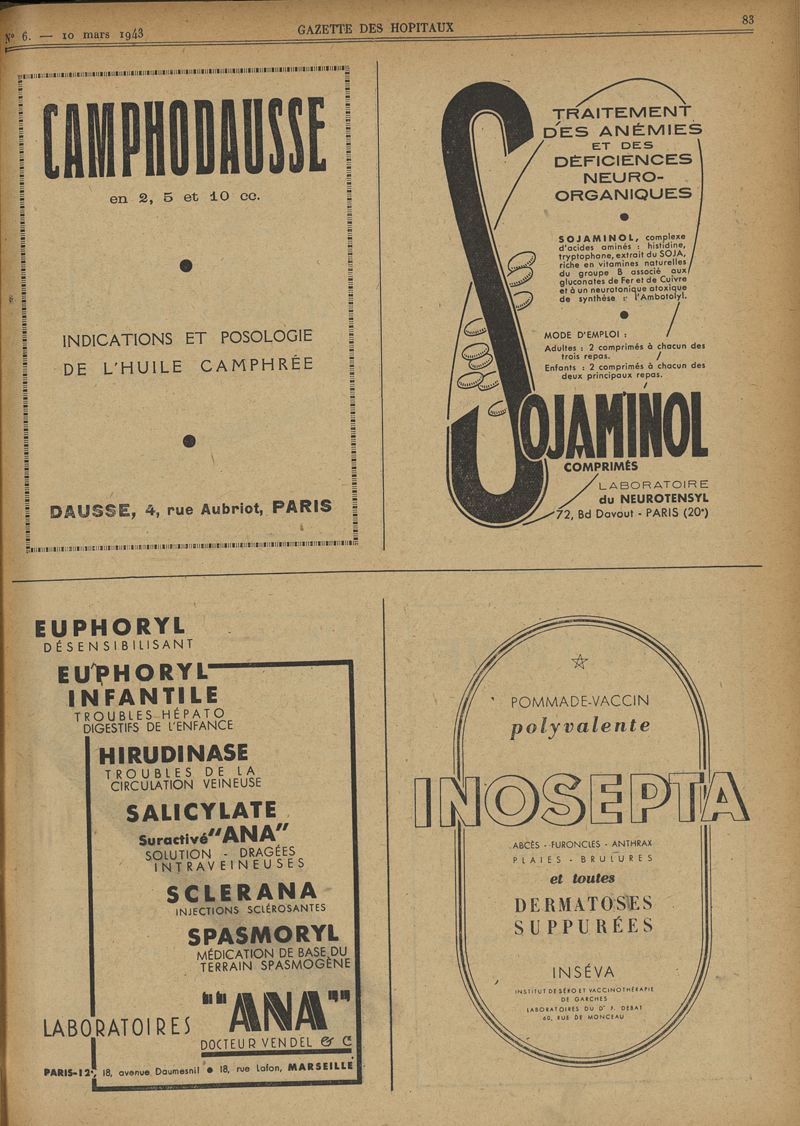 Nº 6. — 10 mars 1943
GAZETTE DES HOPITAUX
83
CAMPHODAUSSE
en 2, 5 et 10 cc.
INDICATIONS ET POSOLOGIE
DE L'HUILE CAMPHRÉE
DAUSSE, 4, rue Aubriot, PARIS
TRAITEMENT
DES ANÉMIES
ET DES
DÉFICIENCES
NEURO-
ORGANIQUES
SOJAMINOL, complexe
d'acides aminés : histidine,
tryptophane, extrait du SOJA,
riche en vitamines naturelles
du groupe B associé aux
gluconates de Fer et de Cuivre
et à un neurotonique atoxique
de synthèse : l'Ambotolyl.
MODE D'EMPLOI :
Adultes : 2 comprimés à chacun des
trois repas.
Enfants : 2 comprimés à chacun des
deux principaux repas.
SOJAMINOL
COMPRIMÉS
LABORATOIRE
du NEUROTENSYL
72, Bd Davout - PARIS (20e)
EUPHORYL
DÉSENSIBILISANT
EUPHORYL
INFANTILE
TROUBLES HÉPATO
DIGESTIFS DE L'ENFANCE
HIRUDINASE
TROUBLES DE LA
CIRCULATION VEINEUSE
SALICYLATE
Suractivé "ANA"
SOLUTION - DRAGÉES
INTRAVEINEUSES
SCLERANA
INJECTIONS SCLÉROSANTES
SPASMORYL
MÉDICATION DE BASE DU
TERRAIN SPASMOGÈNE
LABORATOIRES "ANA"
DOCTEUR VENDEL & Cie
PARIS-12e, 18, avenue Daumesnil • 18, rue Lafon, MARSEILLE
POMMADE-VACCIN
polyvalente
INOSEPTA
ABCÈS - FURONCLES - ANTHRAX
PLAIES - BRULURES
et toutes
DERMATOSES
SUPPURÉES
INSÉVA
INSTITUT DE SÉRO ET VACCINOTHÉRAPIE
DE GARCHES
LABORATOIRES DU Dr F. DEBAT
60, RUE DE MONCEAU